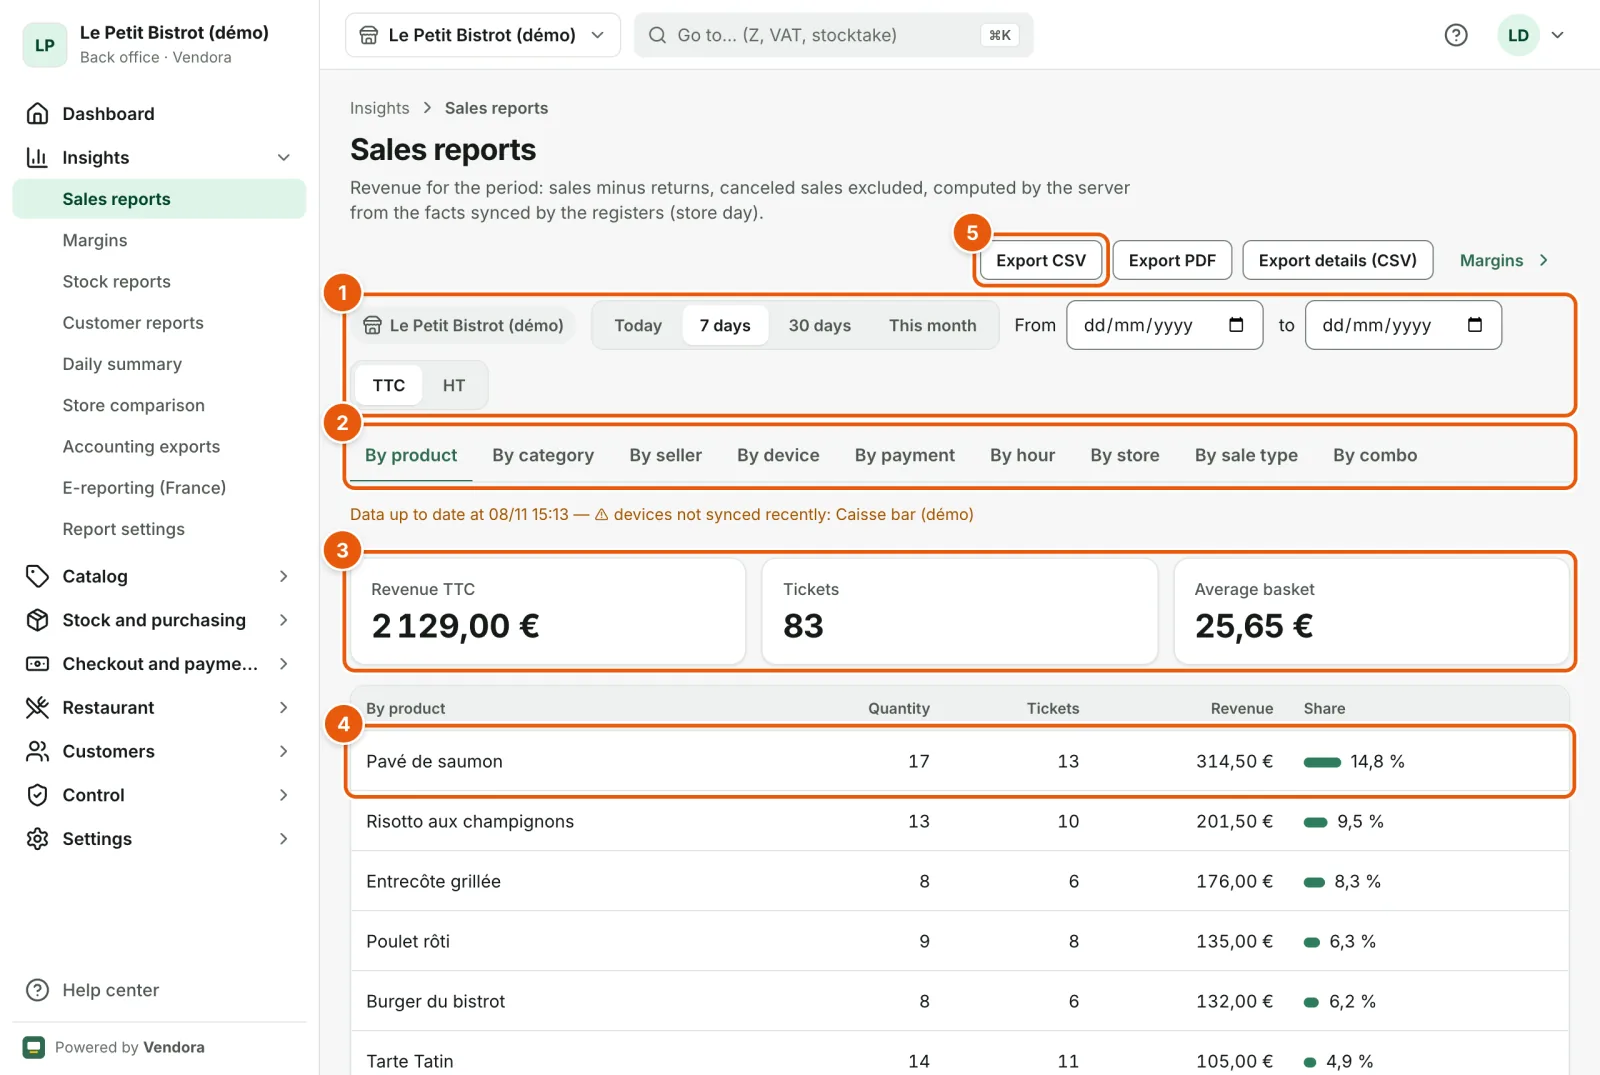 LP
Le Petit Bistrot (démo)
Back office · Vendora
Dashboard
Insights
Sales reports
Margins
Stock reports
Customer reports
Daily summary
Store comparison
Accounting exports
E-reporting (France)
Report settings
Catalog
Stock and purchasing
Checkout and payme...
Restaurant
Customers
Control
Settings
Help center
Powered by Vendora
Le Petit Bistrot (démo)
Go to... (Z, VAT, stocktake)
⌘K
LD
Insights > Sales reports
Sales reports
Revenue for the period: sales minus returns, canceled sales excluded, computed by the server
from the facts synced by the registers (store day).
5
Export CSV Export PDF Export details (CSV) Margins
1
Le Petit Bistrot (démo) Today 7 days 30 days This month From dd/mm/yyyy to dd/mm/yyyy
TTC HT
2
By product By category By seller By device By payment By hour By store By sale type By combo
Data up to date at 08/11 15:13 — ⚠ devices not synced recently: Caisse bar (démo)
3
Revenue TTC Tickets Average basket
2 129,00 € 83 25,65 €
By product Quantity Tickets Revenue Share
4
Pavé de saumon 17 13 314,50 € 14,8 %
Risotto aux champignons 13 10 201,50 € 9,5 %
Entrecôte grillée 8 6 176,00 € 8,3 %
Poulet rôti 9 8 135,00 € 6,3 %
Burger du bistrot 8 6 132,00 € 6,2 %
Tarte Tatin 14 11 105,00 € 4,9 %